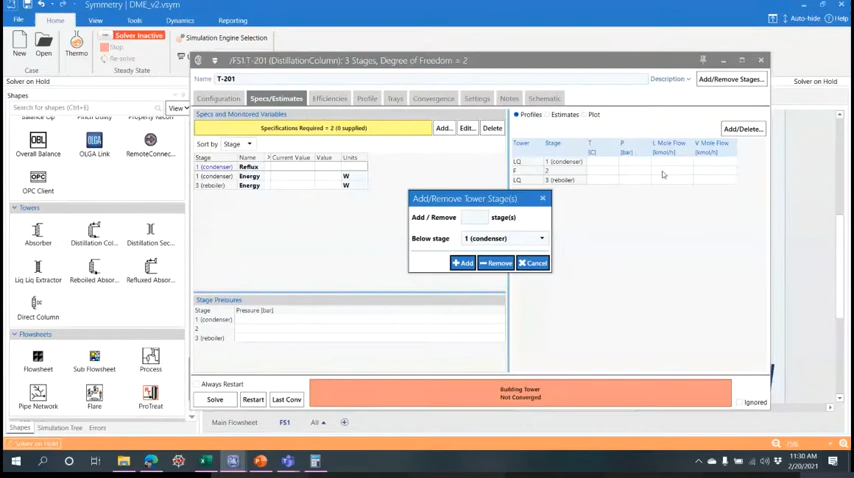 Symmetry | DME_v2.vsym
File
Home
View
Tools
Dynamics
Reporting
Auto-hide
Help
New
Open
Thermo
Solver Inactive
Stop
Re-solve
Simulation Engine Selection
Case
Steady State
Solver on Hold
Solver on Hold
Shapes
Search for shapes (Ctrl+E)
View
Overall Balance
OLGA Link
RemoteConnec...
OPC Client
Towers
Absorber
Distillation Col...
Distillation Sec...
Liq Liq Extractor
Reboiled Absor...
Refluxed Absor...
Direct Column
Flowsheets
Flowsheet
Sub Flowsheet
Process
Pipe Network
Flare
ProTreat
Shapes
Simulation Tree
Errors
Solver on Hold
/FS1.T-201 (DistillationColumn): 3 Stages, Degree of Freedom = 2
Name T-201
Description
Add/Remove Stages...
Configuration
Specs/Estimates
Efficiencies
Profile
Trays
Convergence
Settings
Notes
Schematic
Specs and Monitored Variables
Specifications Required = 2 (0 supplied)
Add...
Edit...
Delete
Sort by Stage
Stage Name > Current Value Value Units
1 (condenser) Reflux
1 (condenser) Energy W
3 (reboiler) Energy W
Profiles
Estimates
Plot
Add/Delete...
Tower Stage T P L Mole Flow V Mole Flow
[C] [bar] [kmol/h] [kmol/h]
LQ 1 (condenser)
F 2
LQ 3 (reboiler)
Add/Remove Tower Stage(s)
Add / Remove stage(s)
Below stage 1 (condenser)
Add
Remove
Cancel
Stage Pressures
Stage Pressure [bar]
1 (condenser)
2
3 (reboiler)
Always Restart
Solve
Restart
Last Conv
Building Tower
Not Converged
Ignored
Main Flowsheet
FS1
All
75%
11:30 AM
2/20/2021